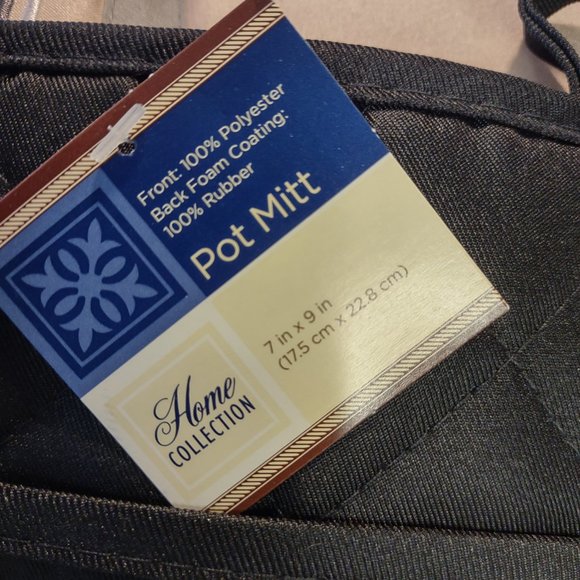 Front: 100% Polyester
Back Foam Coating:
100% Rubber
Pot Mitt
7 in x 9 in
(17.5 cm x 22.8 cm)
Home
COLLECTION